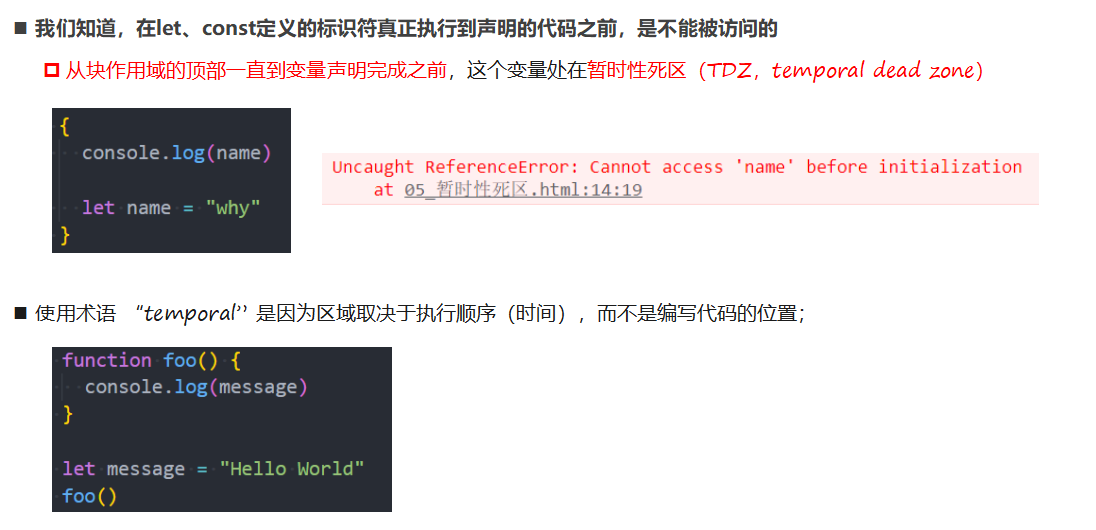 我们知道，在let、const定义的标识符真正执行到声明的代码之前，是不能被访问的
从块作用域的顶部一直到变量声明完成之前，这个变量处在暂时性死区（TDZ，temporal dead zone）
{
console.log(name)
let name = "why"
}
Uncaught ReferenceError: Cannot access 'name' before initialization
at 05_暂时性死区.html:14:19
使用术语 “temporal” 是因为区域取决于执行顺序（时间），而不是编写代码的位置；
function foo() {
console.log(message)
}
let message = "Hello World"
foo()